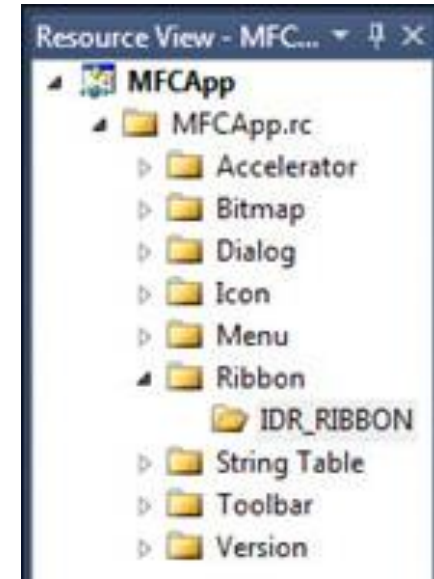 Resource View - MFC...
MFCApp
MFCApp.rc
Accelerator
Bitmap
Dialog
Icon
Menu
Ribbon
IDR_RIBBON
String Table
Toolbar
Version